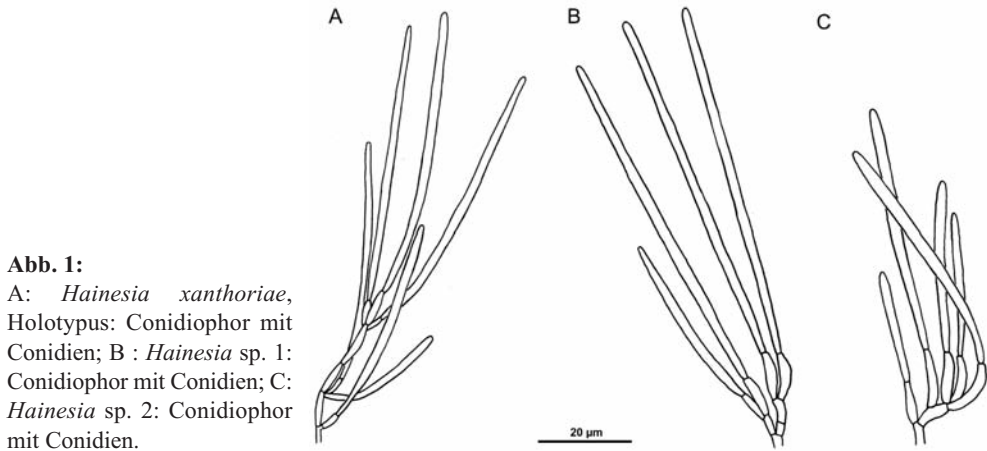 A
B
C
Abb. 1:
A: Hainesia xanthoriae,
Holotypus: Conidiophor mit
Conidien; B : Hainesia sp. 1:
Conidiophor mit Conidien; C:
Hainesia sp. 2: Conidiophor
mit Conidien.
20 µm